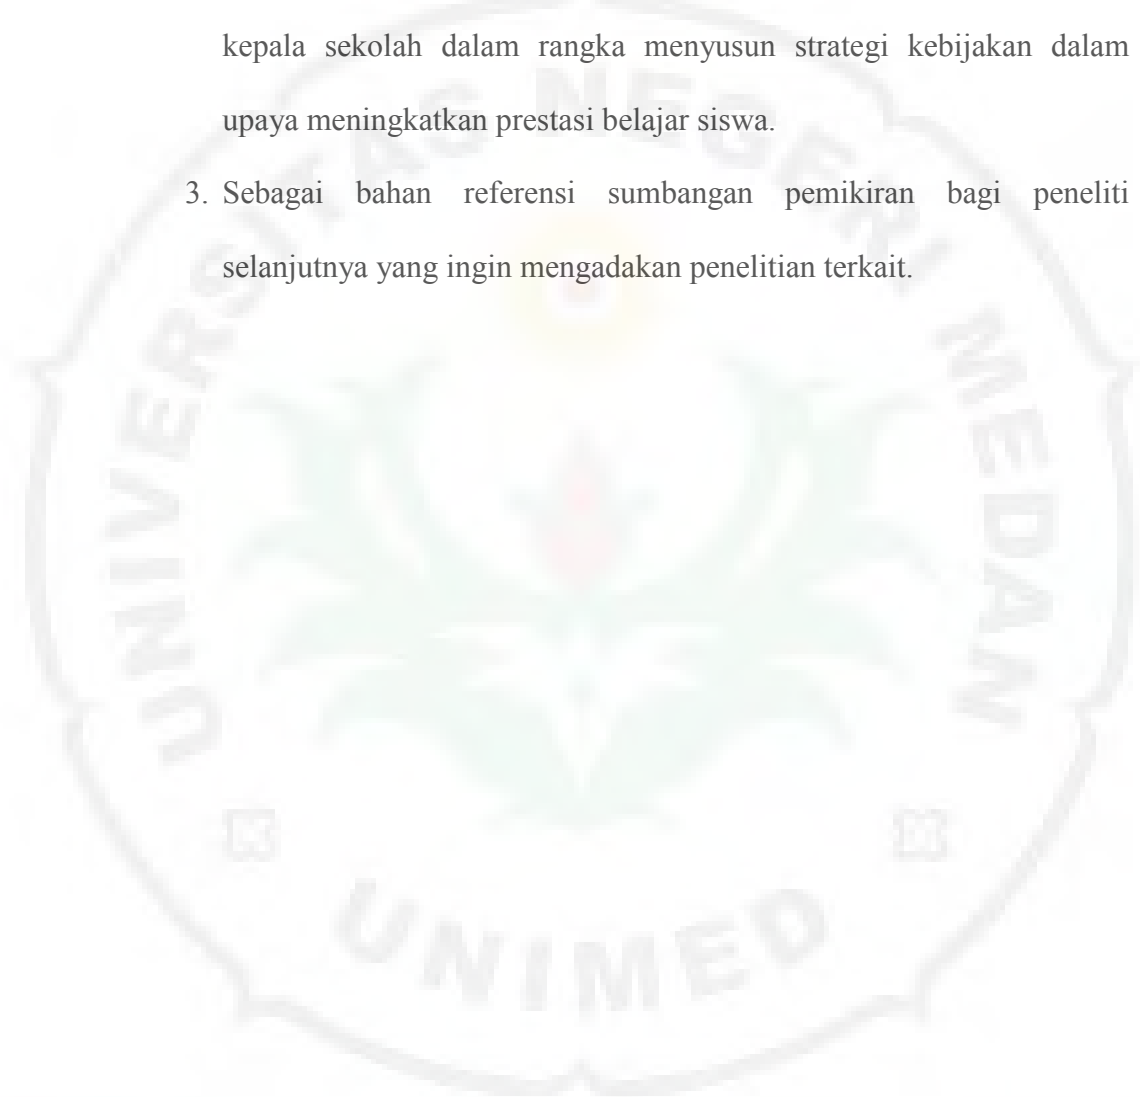 kepala sekolah dalam rangka menyusun strategi kebijakan dalam
upaya meningkatkan prestasi belajar siswa.
3. Sebagai bahan referensi sumbangan pemikiran bagi peneliti
selanjutnya yang ingin mengadakan penelitian terkait.
UNIVERSITAS NEGERI MEDAN
UNIMED